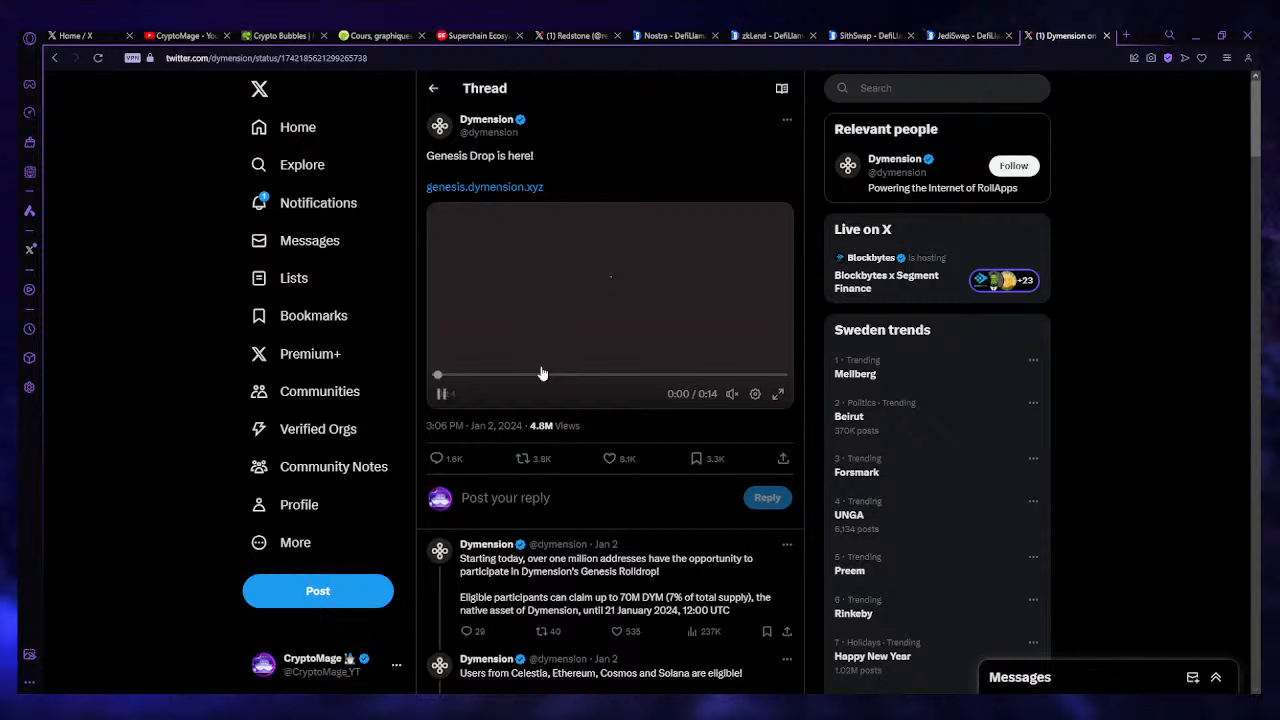 Home / X
CryptoMage - You
Crypto Bubbles |
Cours, graphiques
Superchain Ecosy
(1) Redstone (@re
Nostra - DefiLlam
zkLend - DefiLlam
SithSwap - DefiLla
JediSwap - DefiL
(1) Dymension on
VPN
twitter.com/dymension/status/1742185621299265738
Home
Explore
1
Notifications
Messages
Lists
Bookmarks
Premium+
Communities
Verified Orgs
Community Notes
Profile
More
Post
CryptoMage
@CryptoMage_YT
Thread
Dymension
@dymension
Genesis Drop is here!
genesis.dymension.xyz
0:00 / 0:14
3:06 PM · Jan 2, 2024 · 4.8M Views
1.6K
3.8K
8.1K
3.3K
Post your reply
Reply
Dymension @dymension · Jan 2
Starting today, over one million addresses have the opportunity to
participate in Dymension's Genesis Rolldrop!
Eligible participants can claim up to 70M DYM (7% of total supply), the
native asset of Dymension, until 21 January 2024, 12:00 UTC
29
40
535
237K
Dymension @dymension · Jan 2
Users from Celestia, Ethereum, Cosmos and Solana are eligible!
Search
Relevant people
Dymension
@dymension
Follow
Powering the Internet of RollApps
Live on X
Blockbytes is hosting
Blockbytes x Segment
Finance
+23
Sweden trends
1 · Trending
Mellberg
2 · Politics · Trending
Beirut
370K posts
3 · Trending
Forsmark
4 · Trending
UNGA
6,134 posts
5 · Trending
Preem
6 · Trending
Rinkeby
7 · Holidays · Trending
Happy New Year
1.02M posts
Messages